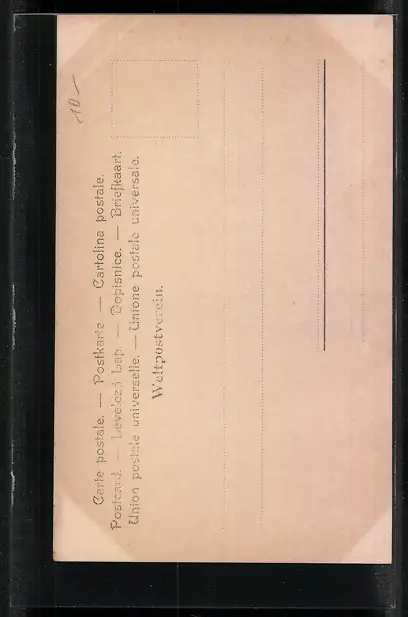 Carte postale. — Postkarte — Cartolina postale.
Postcard. — Levelező Lap. — Dopisnice. — Briefkaart.
Union postale universelle. — Unione postale universale.
Weltpostverein.
10 —